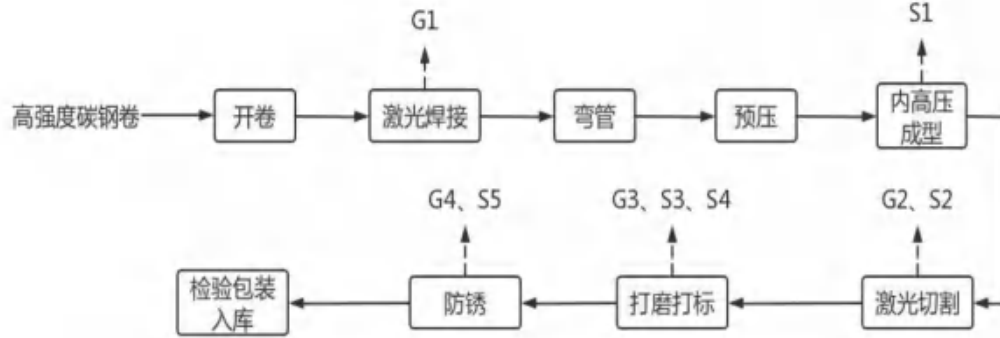 G1
S1
高强度碳钢卷
开卷
激光焊接
弯管
预压
内高压
成型
G4、S5
G3、S3、S4
G2、S2
检验包装
入库
防锈
打磨打标
激光切割